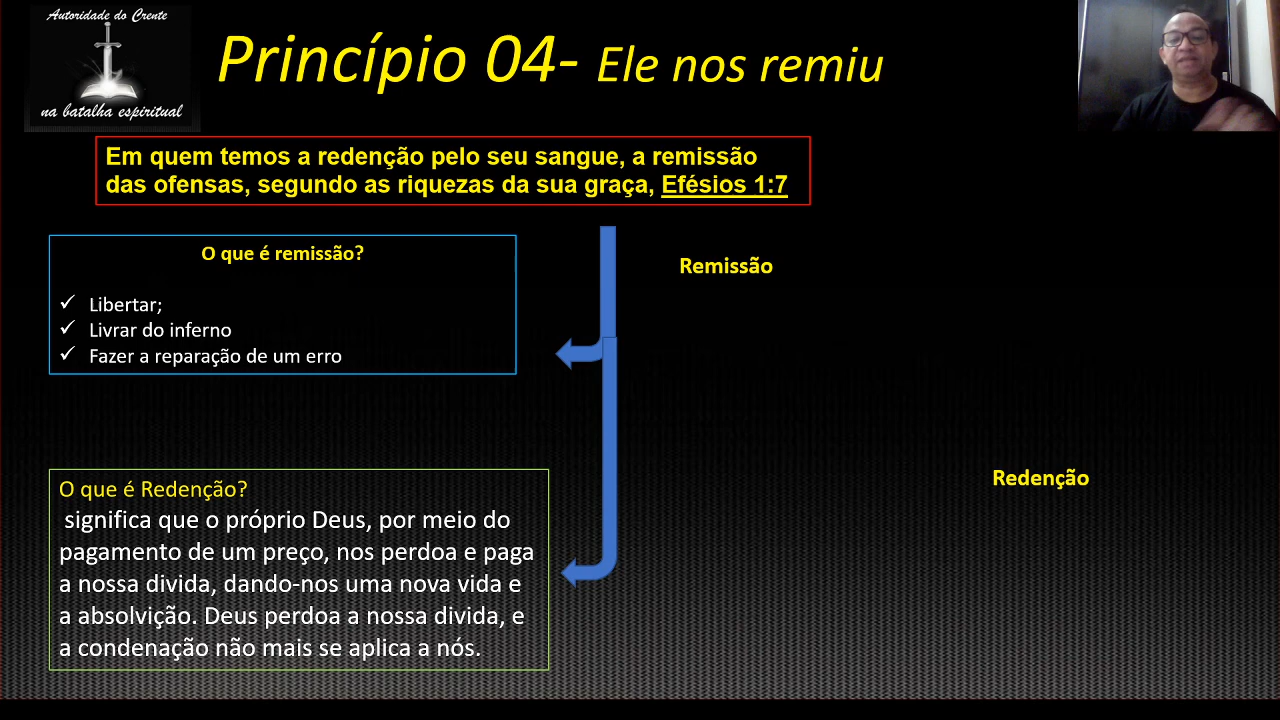 Autoridade do Crente
na batalha espiritual
Princípio 04- Ele nos remiu
Em quem temos a redenção pelo seu sangue, a remissão
das ofensas, segundo as riquezas da sua graça, Efésios 1:7
O que é remissão?
✓ Libertar;
✓ Livrar do inferno
✓ Fazer a reparação de um erro
Remissão
O que é Redenção?
significa que o próprio Deus, por meio do
pagamento de um preço, nos perdoa e paga
a nossa divida, dando-nos uma nova vida e
a absolvição. Deus perdoa a nossa divida, e
a condenação não mais se aplica a nós.
Redenção